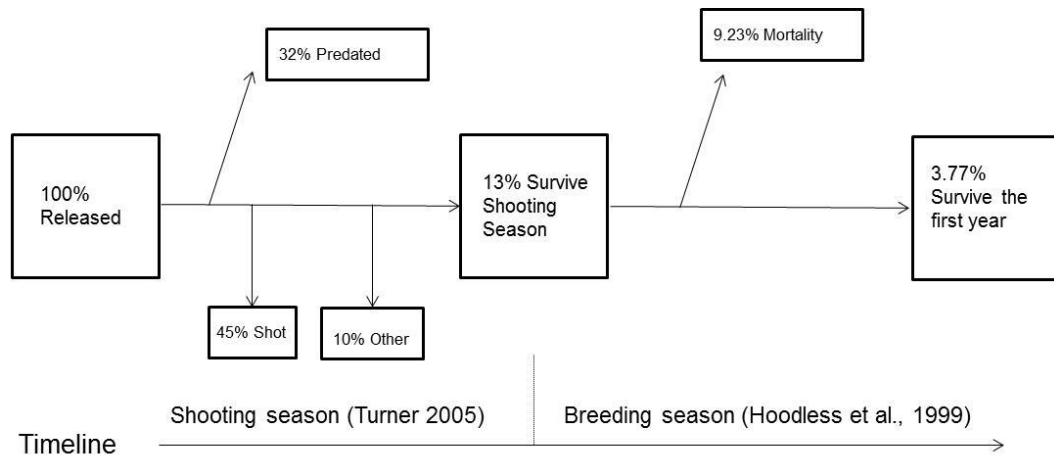 32% Predated
9.23% Mortality
100%
Released
13% Survive
Shooting
Season
3.77%
Survive the
first year
45% Shot
10% Other
Shooting season (Turner 2005)
Breeding season (Hoodless et al., 1999)
Timeline